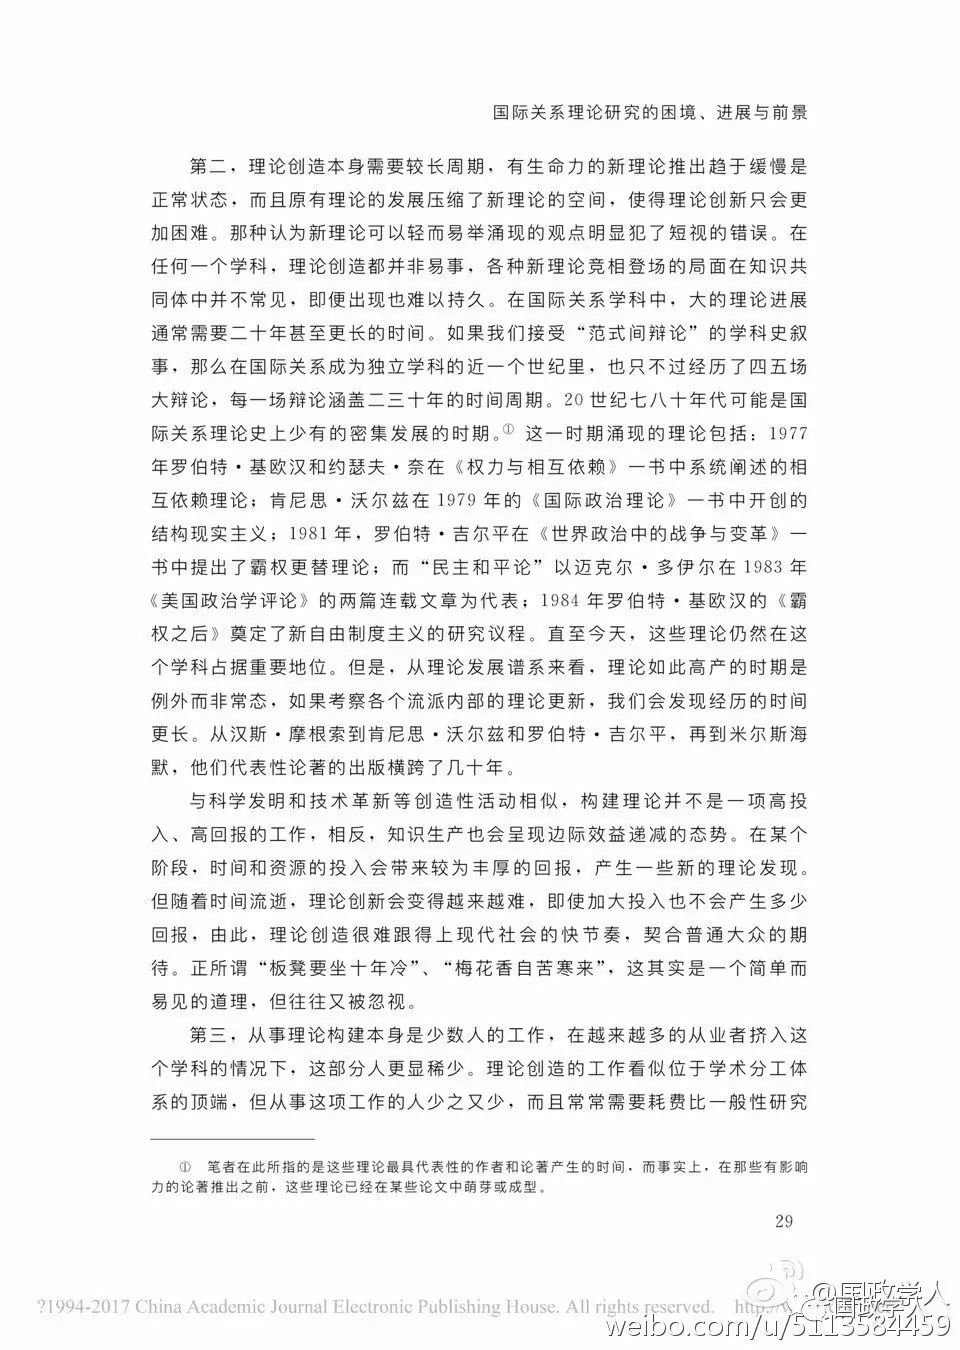 国际关系理论研究的困境、进展与前景
第二，理论创造本身需要较长周期，有生命力的新理论推出趋于缓慢是
正常状态，而且原有理论的发展压缩了新理论的空间，使得理论创新只会更
加困难。那种认为新理论可以轻而易举涌现的观点明显犯了短视的错误。在
任何一个学科，理论创造都并非易事，各种新理论竞相登场的局面在知识共
同体中并不常见，即便出现也难以持久。在国际关系学科中，大的理论进展
通常需要二十年甚至更长的时间。如果我们接受“范式间辩论”的学科史叙
事，那么在国际关系成为独立学科的近一个世纪里，也只不过经历了四五场
大辩论，每一场辩论涵盖二三十年的时间周期。20世纪七八十年代可能是国
际关系理论史上少有的密集发展的时期。① 这一时期涌现的理论包括：1977
年罗伯特·基欧汉和约瑟夫·奈在《权力与相互依赖》一书中系统阐述的相
互依赖理论；肯尼思·沃尔兹在1979年的《国际政治理论》一书中开创的
结构现实主义；1981年，罗伯特·吉尔平在《世界政治中的战争与变革》一
书中提出了霸权更替理论；而“民主和平论”以迈克尔·多伊尔在1983年
《美国政治学评论》的两篇连载文章为代表；1984年罗伯特·基欧汉的《霸
权之后》奠定了新自由制度主义的研究议程。直至今天，这些理论仍然在这
个学科占据重要地位。但是，从理论发展谱系来看，理论如此高产的时期是
例外而非常态，如果考察各个流派内部的理论更新，我们会发现经历的时间
更长。从汉斯·摩根索到肯尼思·沃尔兹和罗伯特·吉尔平，再到米尔斯海
默，他们代表性论著的出版横跨了几十年。
与科学发明和技术革新等创造性活动相似，构建理论并不是一项高投
入、高回报的工作，相反，知识生产也会呈现边际效益递减的态势。在某个
阶段，时间和资源的投入会带来较为丰厚的回报，产生一些新的理论发现。
但随着时间流逝，理论创新会变得越来越难，即使加大投入也不会产生多少
回报，由此，理论创造很难跟得上现代社会的快节奏，契合普通大众的期
待。正所谓“板凳要坐十年冷”、“梅花香自苦寒来”，这其实是一个简单而
易见的道理，但往往又被忽视。
第三，从事理论构建本身是少数人的工作，在越来越多的从业者挤入这
个学科的情况下，这部分人更显稀少。理论创造的工作看似位于学术分工体
系的顶端，但从事这项工作的人少之又少，而且常常需要耗费比一般性研究
① 笔者在此所指的是这些理论最具代表性的作者和论著产生的时间，而事实上，在那些有影响
力的论著推出之前，这些理论已经在某些论文中萌芽或成型。
29
?1994-2017 China Academic Journal Electronic Publishing House. All rights reserved. http://
@国政学人
国政学人
weibo.com/u/5113584459